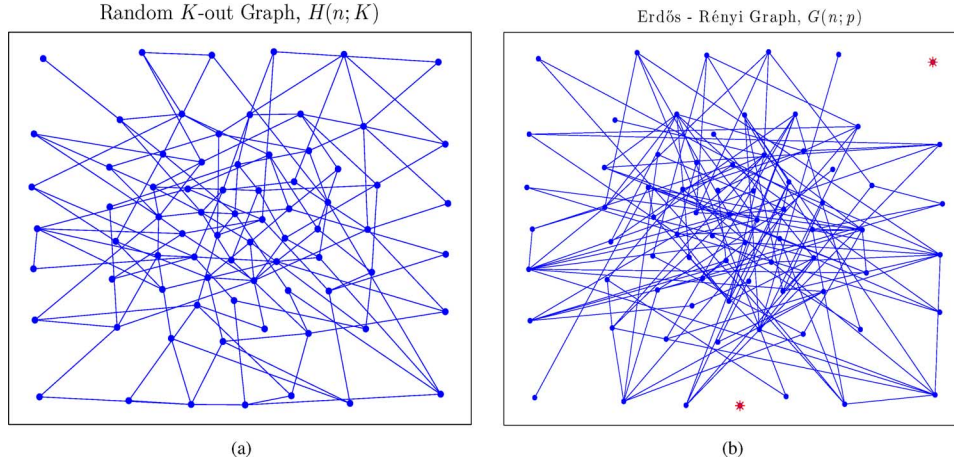 Random K-out Graph, H(n; K)
Erdős - Rényi Graph, G(n; p)
(a)
(b)